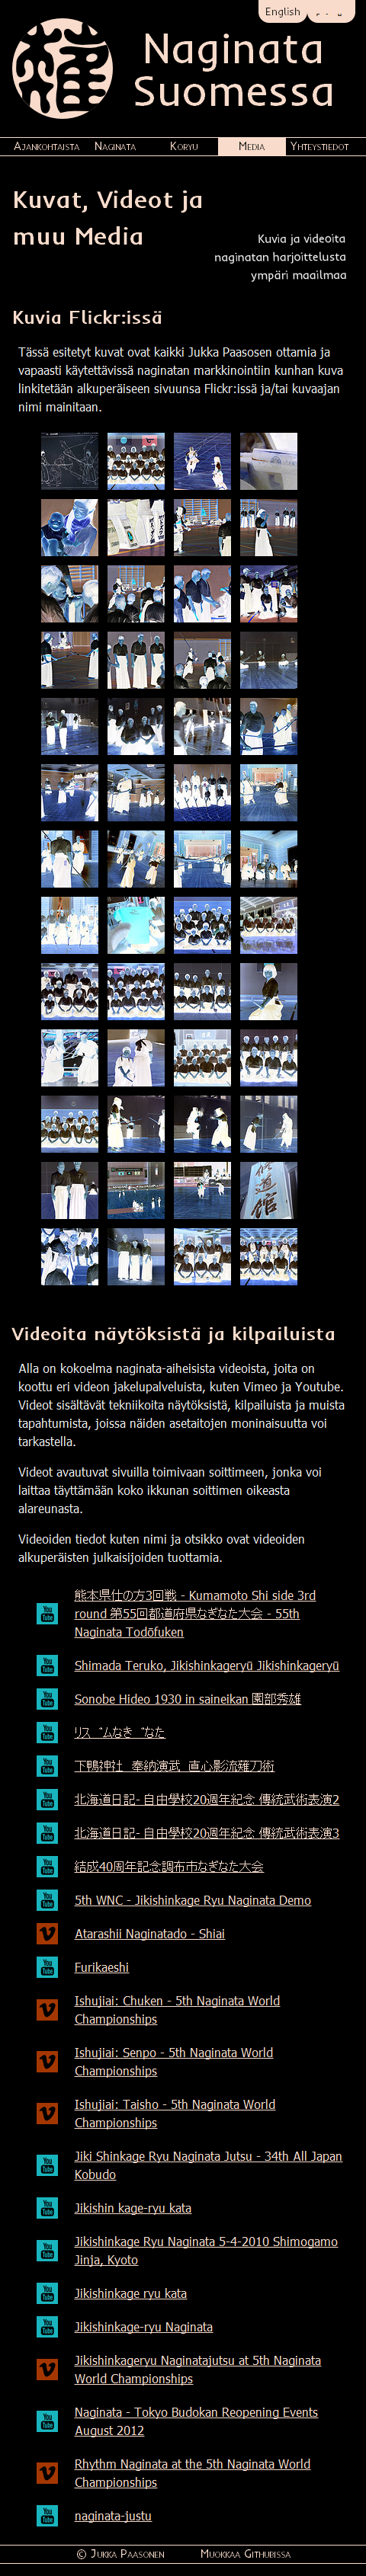 English
Naginata
Suomessa
Ajankohtaista Naginata Koryu Media Yhteystiedot
Kuvat, Videot ja
muu Media
Kuvia ja videoita
naginatan harjoittelusta
ympäri maailmaa
Kuvia Flickr:issä
Tässä esitetyt kuvat ovat kaikki Jukka Paasosen ottamia ja
vapaasti käytettävissä naginatan markkinointiin kunhan kuva
linkitetään alkuperäiseen sivuunsa Flickr:issä ja/tai kuvaajan
nimi mainitaan.
Videoita näytöksistä ja kilpailuista
Alla on kokoelma naginata-aiheisista videoista, joita on
koottu eri videon jakelupalveluista, kuten Vimeo ja Youtube.
Videot sisältävät tekniikoita näytöksistä, kilpailuista ja muista
tapahtumista, joissa näiden asetaitojen moninaisuutta voi
tarkastella.
Videot avautuvat sivuilla toimivaan soittimeen, jonka voi
laittaa täyttämään koko ikkunan soittimen oikeasta
alareunasta.
Videoiden tiedot kuten nimi ja otsikko ovat videoiden
alkuperäisten julkaisijoiden tuottamia.
熊本県仕の方3回戦 - Kumamoto Shi side 3rd
round 第55回都道府県なぎなた大会 - 55th
Naginata Todōfuken
Shimada Teruko, Jikishinkageryū Jikishinkageryū
Sonobe Hideo 1930 in saineikan 園部秀雄
リズムなぎなた
下鴨神社 奉納演武 直心影流薙刀術
北海道日記- 自由學校20週年紀念 傳統武術表演2
北海道日記- 自由學校20週年紀念 傳統武術表演3
結成40周年記念調布市なぎなた大会
5th WNC - Jikishinkage Ryu Naginata Demo
Atarashii Naginatado - Shiai
Furikaeshi
Ishujiai: Chuken - 5th Naginata World
Championships
Ishujiai: Senpo - 5th Naginata World
Championships
Ishujiai: Taisho - 5th Naginata World
Championships
Jiki Shinkage Ryu Naginata Jutsu - 34th All Japan
Kobudo
Jikishin kage-ryu kata
Jikishinkage Ryu Naginata 5-4-2010 Shimogamo
Jinja, Kyoto
Jikishinkage ryu kata
Jikishinkage-ryu Naginata
Jikishinkageryu Naginatajutsu at 5th Naginata
World Championships
Naginata - Tokyo Budokan Reopening Events
August 2012
Rhythm Naginata at the 5th Naginata World
Championships
naginata-justu
© Jukka Paasonen Muokkaa Githubissa